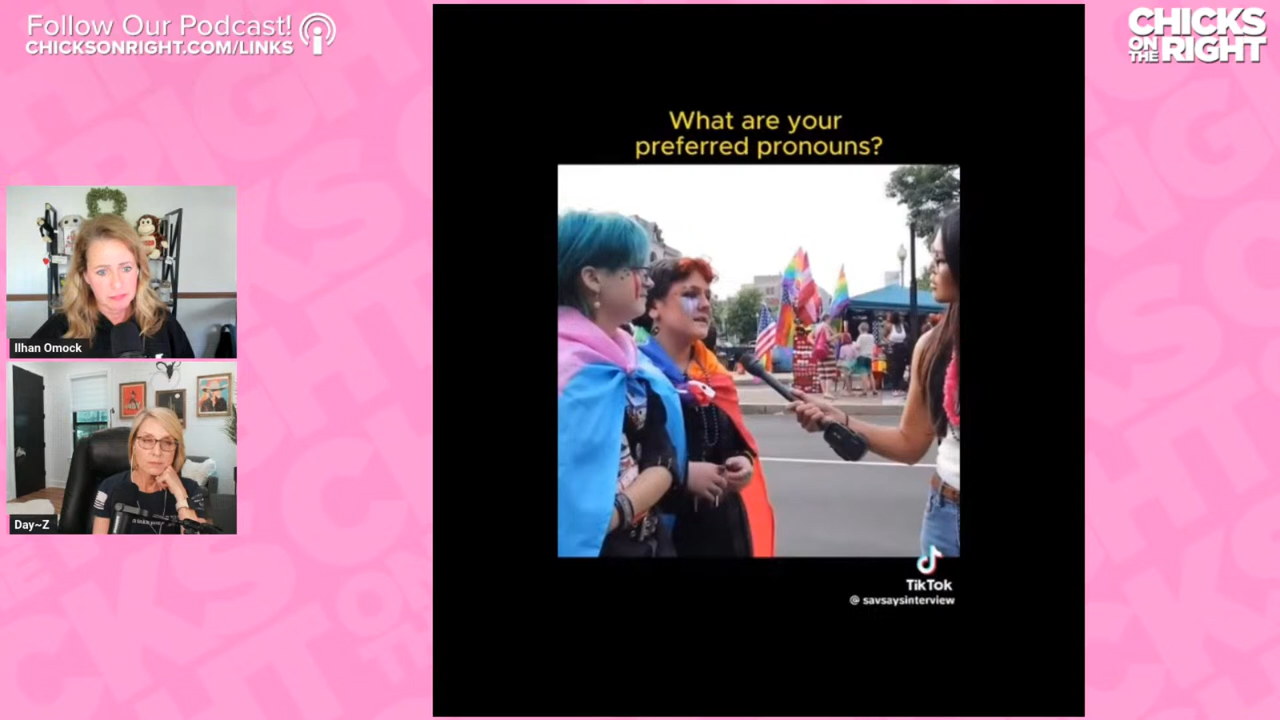 Follow Our Podcast!
CHICKSONRIGHT.COM/LINKS
CHICKS
ON THE RIGHT
What are your
preferred pronouns?
Ilhan Omock
Day~Z
TikTok
@ savsaysinterview